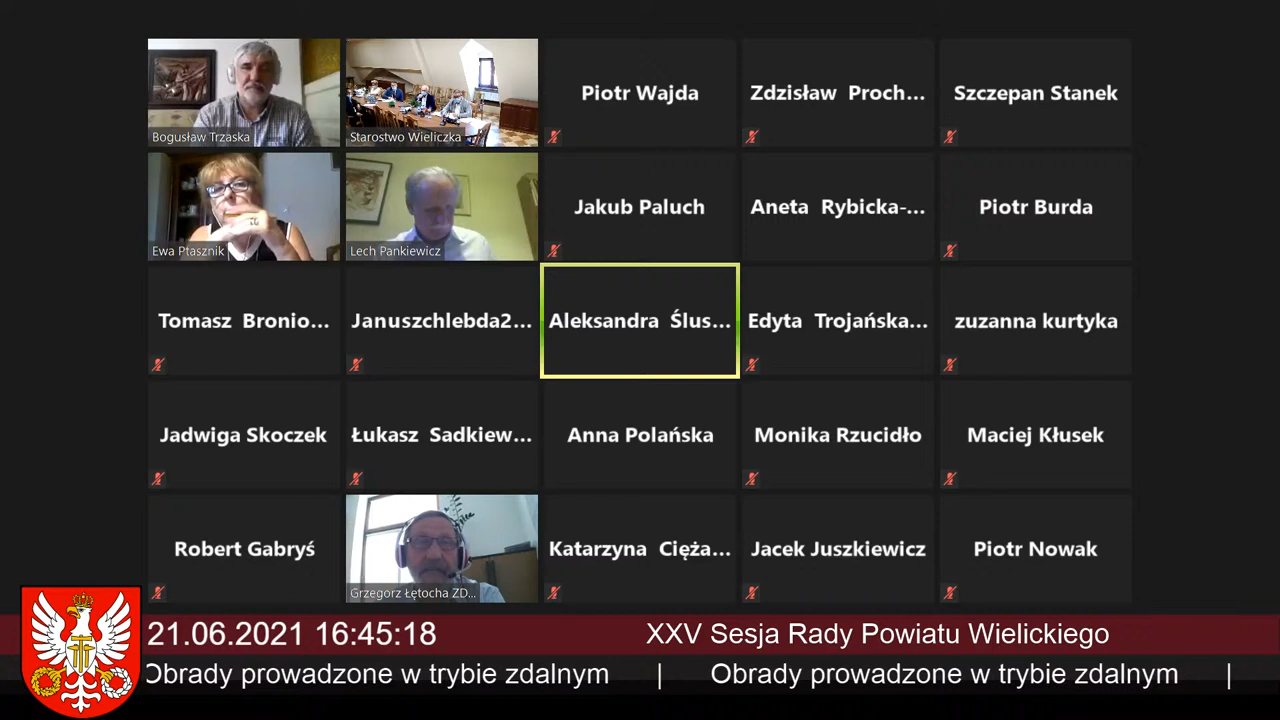 Bogusław Trzaska
Starostwo Wieliczka
Piotr Wajda
Zdzisław Proch...
Szczepan Stanek
Ewa Ptasznik
Lech Pankiewicz
Jakub Paluch
Aneta Rybicka-...
Piotr Burda
Tomasz Bronio...
Januszchlebda2...
Aleksandra Ślus...
Edyta Trojańska...
zuzanna kurtyka
Jadwiga Skoczek
Łukasz Sadkiew...
Anna Polańska
Monika Rzucidło
Maciej Kłusek
Robert Gabryś
Grzegorz Łętocha ZD...
Katarzyna Cięża...
Jacek Juszkiewicz
Piotr Nowak
21.06.2021 16:45:18
XXV Sesja Rady Powiatu Wielickiego
Obrady prowadzone w trybie zdalnym | Obrady prowadzone w trybie zdalnym |